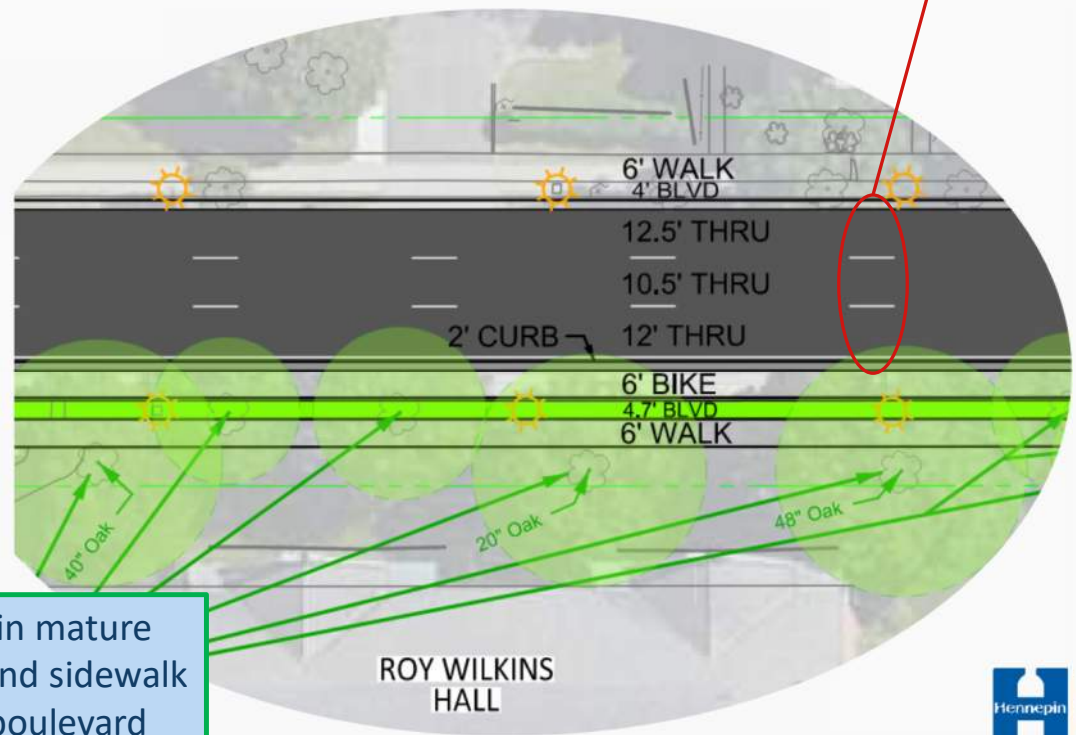 6' WALK
4' BLVD
12.5' THRU
10.5' THRU
2' CURB
12' THRU
6' BIKE
4.7' BLVD
6' WALK
40" Oak
20" Oak
48" Oak
in mature
nd sidewalk
boulevard
ROY WILKINS
HALL
Hennepin